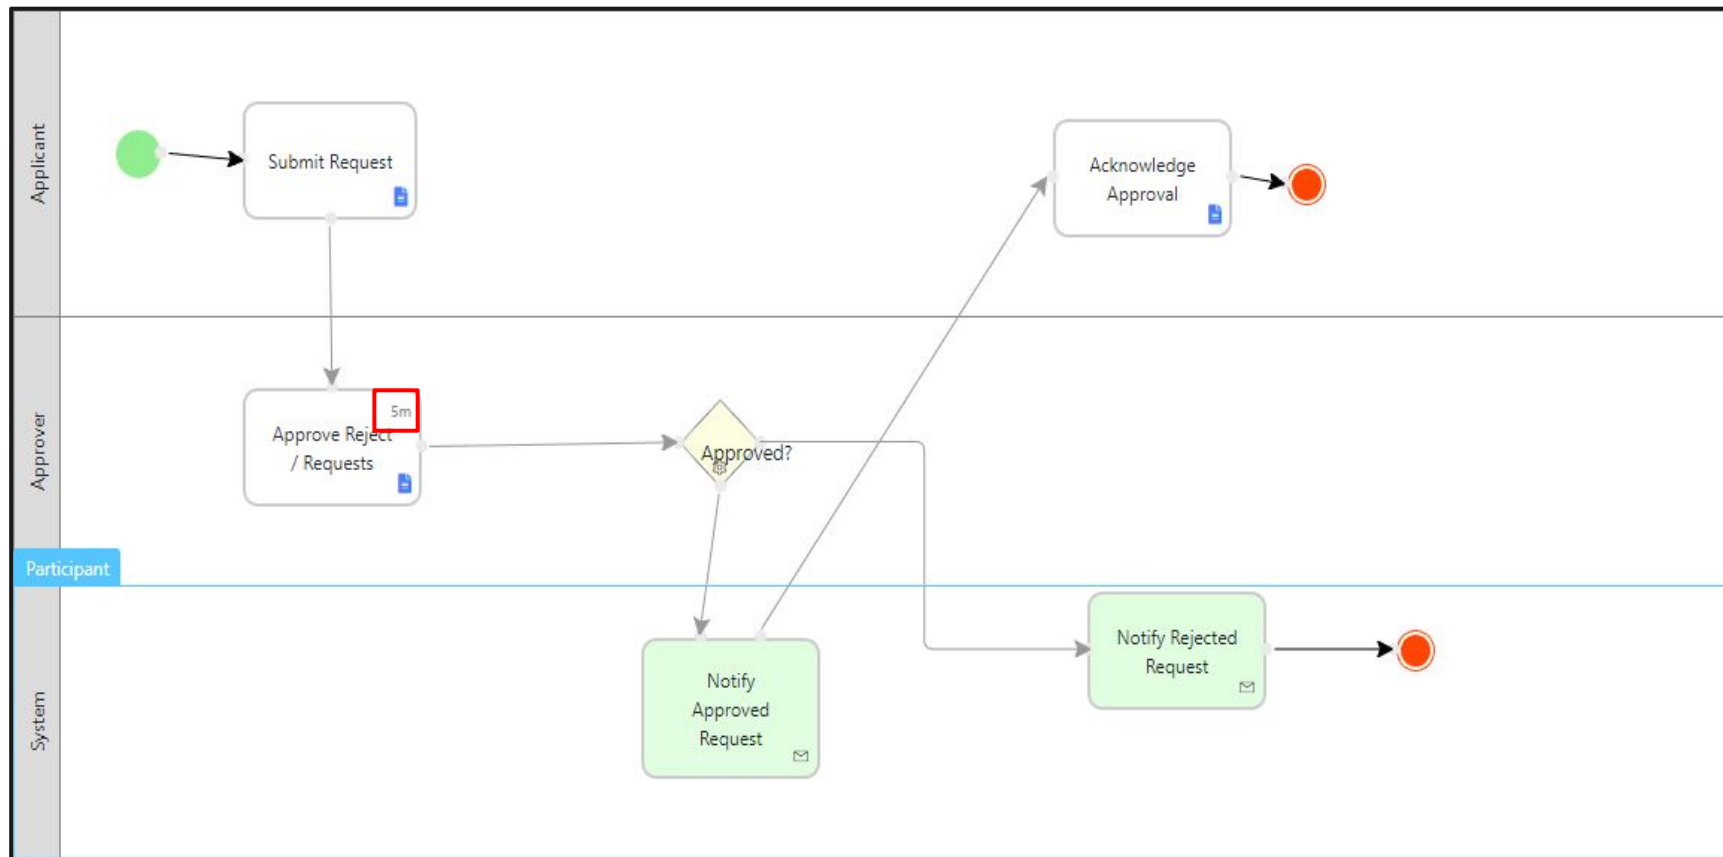 Applicant
Submit Request
Acknowledge
Approval
Approver
5m
Approve Reject
/ Requests
Approved?
Participant
System
Notify
Approved
Request
Notify Rejected
Request